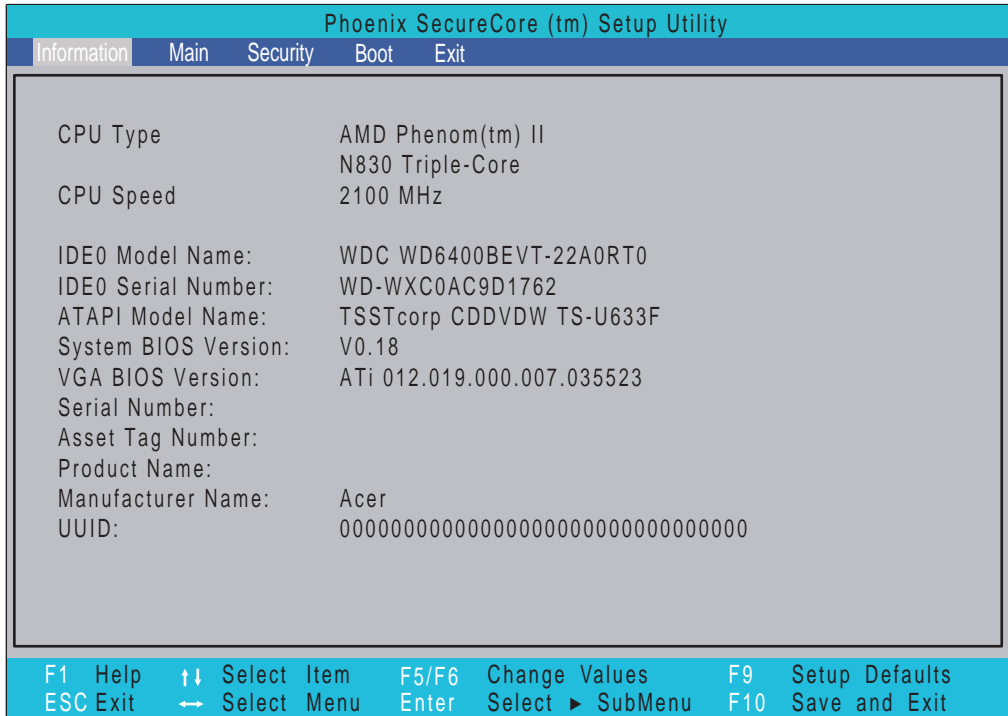 Phoenix SecureCore (tm) Setup Utility
Information Main Security Boot Exit
CPU Type AMD Phenom(tm) II
N830 Triple-Core
CPU Speed 2100 MHz
IDE0 Model Name: WDC WD6400BEVT-22A0RT0
IDE0 Serial Number: WD-WXC0AC9D1762
ATAPI Model Name: TSSTcorp CDDVDW TS-U633F
System BIOS Version: V0.18
VGA BIOS Version: ATi 012.019.000.007.035523
Serial Number:
Asset Tag Number:
Product Name:
Manufacturer Name: Acer
UUID: 00000000000000000000000000000000
F1 Help ↑↓ Select Item F5/F6 Change Values F9 Setup Defaults
ESC Exit ↔ Select Menu Enter Select ► SubMenu F10 Save and Exit